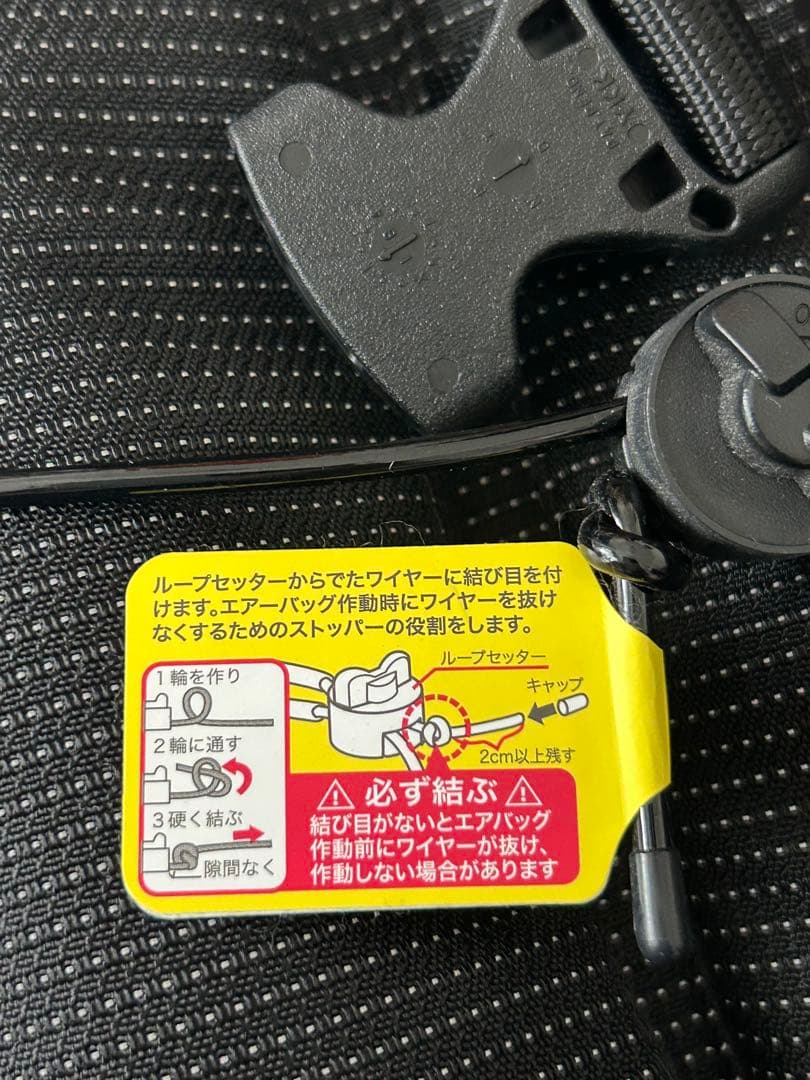 ループセッターからでたワイヤーに結び目を付
けます。エアーバッグ作動時にワイヤーを抜け
なくするためのストッパーの役割をします。
1輪を作り
2輪に通す
3硬く結ぶ
隙間なく
ループセッター
キャップ
2cm以上残す
必ず結ぶ
結び目がないとエアバッグ
作動前にワイヤーが抜け、
作動しない場合があります